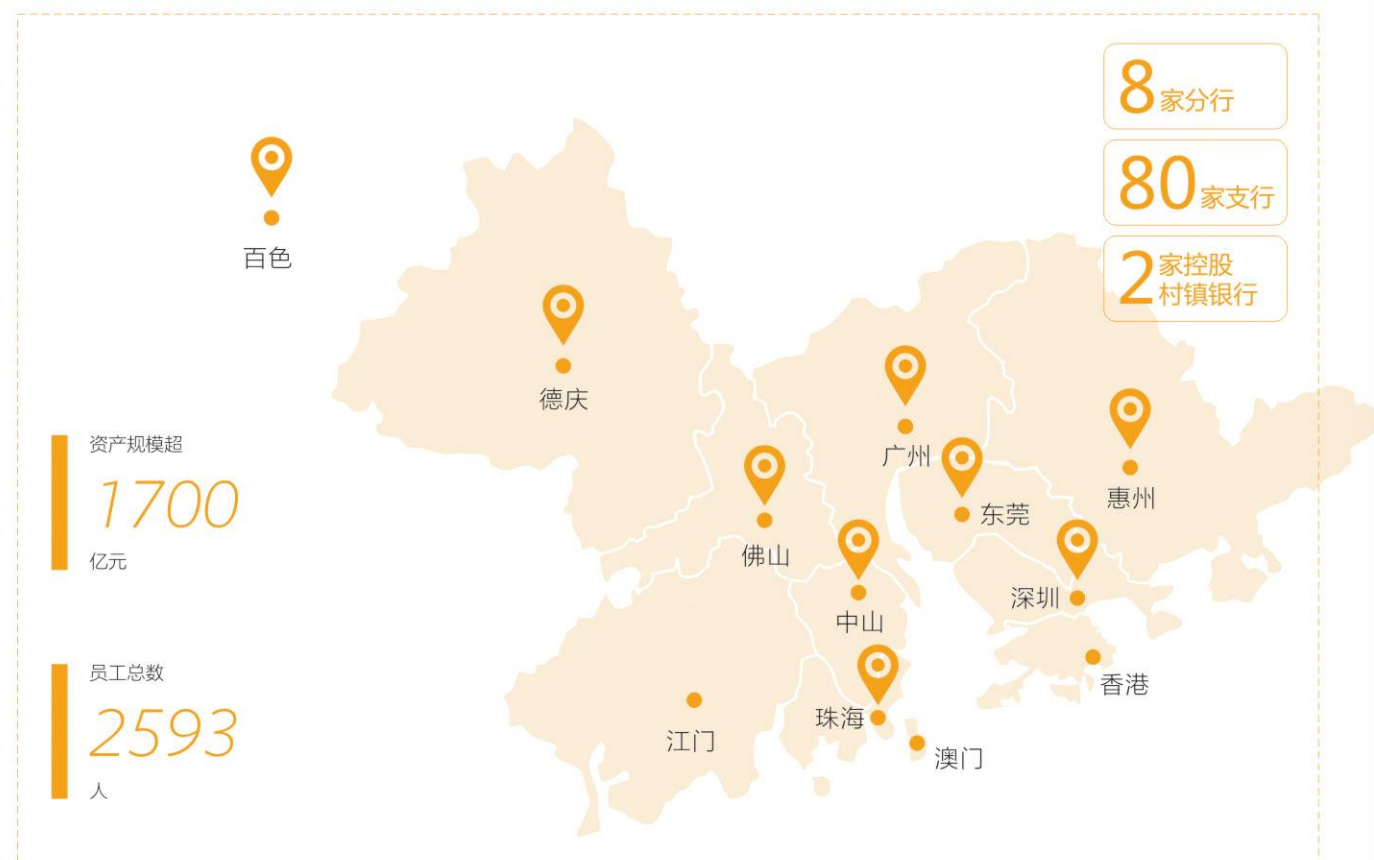 8家分行
80家支行
2家控股
村镇银行
百色
德庆
广州
惠州
东莞
佛山
中山
深圳
香港
珠海
江门
澳门
资产规模超
1700
亿元
员工总数
2593
人